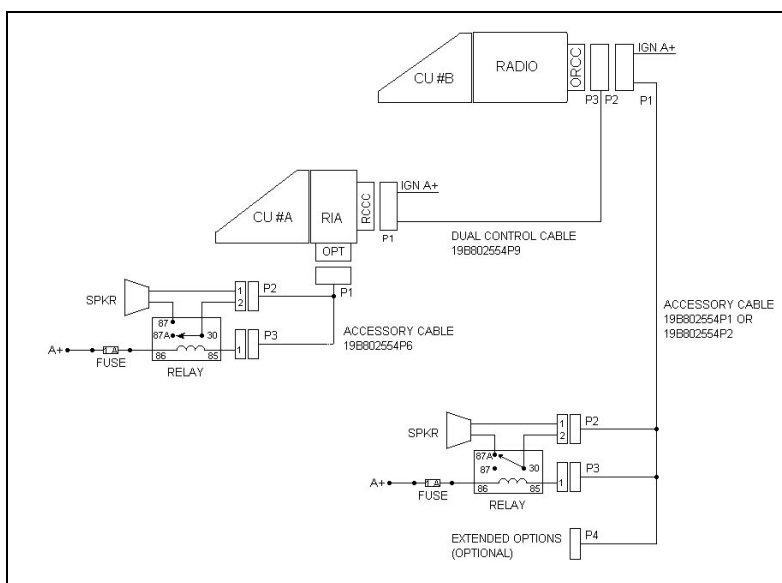 IGN A+
CU #B
RADIO
ORCC
P3
P2
P1
IGN A+
CU #A
RIA
RCCC
P1
OPT
DUAL CONTROL CABLE
19B802554P9
P1
SPKR
1
2
P2
87
87A
30
ACCESSORY CABLE
19B802554P6
A+
1 A
FUSE
86
85
1
P3
RELAY
ACCESSORY CABLE
19B802554P1 OR
19B802554P2
SPKR
1
2
P2
87A
87
30
A+
1 A
FUSE
86
85
1
P3
RELAY
EXTENDED OPTIONS
(OPTIONAL)
P4